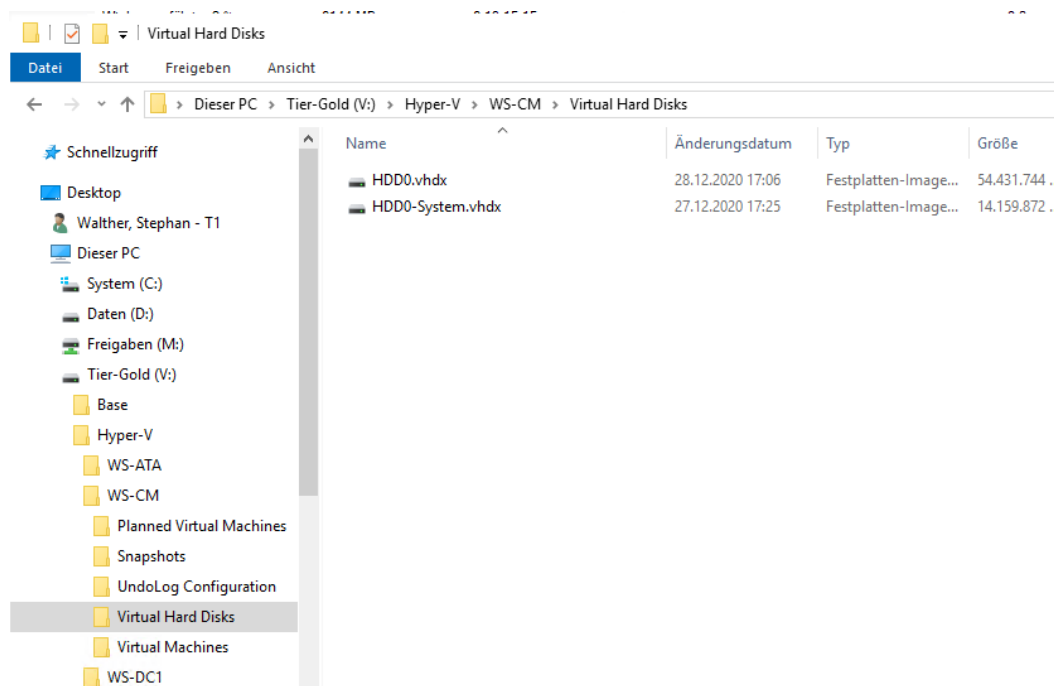 Virtual Hard Disks
Datei Start Freigeben Ansicht
Dieser PC > Tier-Gold (V:) > Hyper-V > WS-CM > Virtual Hard Disks
Name Änderungsdatum Typ Größe
HDD0.vhdx 28.12.2020 17:06 Festplatten-Image... 54.431.744 .
HDD0-System.vhdx 27.12.2020 17:25 Festplatten-Image... 14.159.872 .
Schnellzugriff
Desktop
Walther, Stephan - T1
Dieser PC
System (C:)
Daten (D:)
Freigaben (M:)
Tier-Gold (V:)
Base
Hyper-V
WS-ATA
WS-CM
Planned Virtual Machines
Snapshots
UndoLog Configuration
Virtual Hard Disks
Virtual Machines
WS-DC1